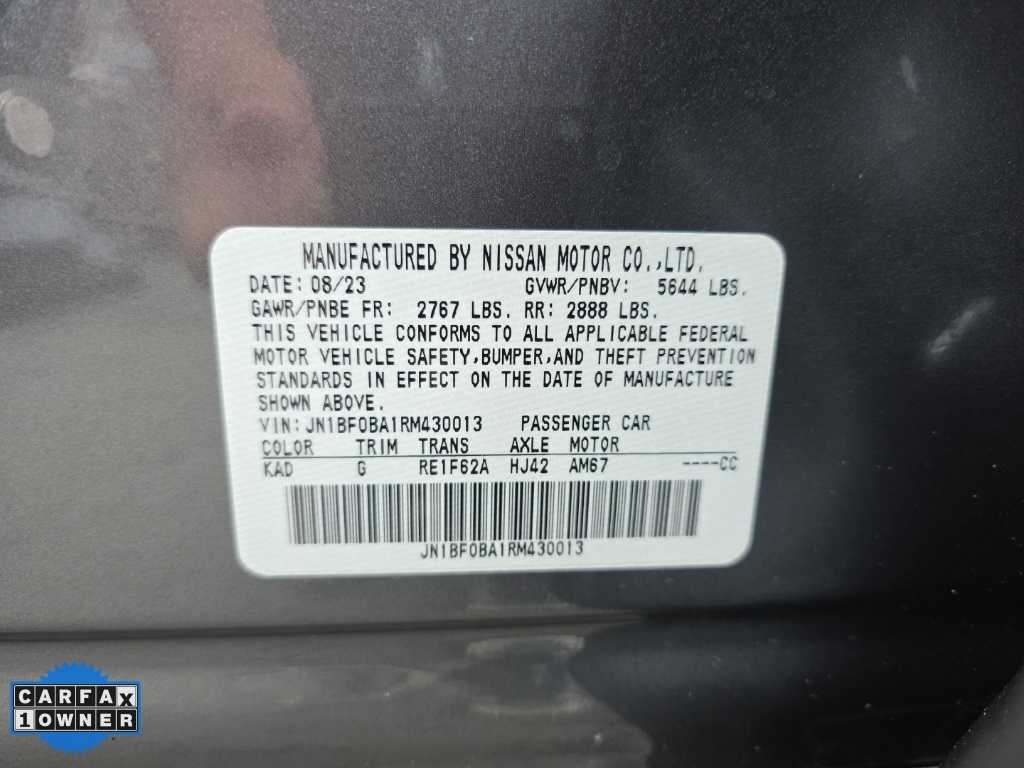 MANUFACTURED BY NISSAN MOTOR CO.,LTD.
DATE: 08/23 GVWR/PNBV: 5644 LBS.
GAWR/PNBE FR: 2767 LBS. RR: 2888 LBS.
THIS VEHICLE CONFORMS TO ALL APPLICABLE FEDERAL
MOTOR VEHICLE SAFETY,BUMPER,AND THEFT PREVENTION
STANDARDS IN EFFECT ON THE DATE OF MANUFACTURE
SHOWN ABOVE.
VIN: JN1BF0BA1RM430013 PASSENGER CAR
COLOR TRIM TRANS AXLE MOTOR
KAD G RE1F62A HJ42 AM67 ----CC
JN1BF0BA1RM430013
CARFAX
1 OWNER